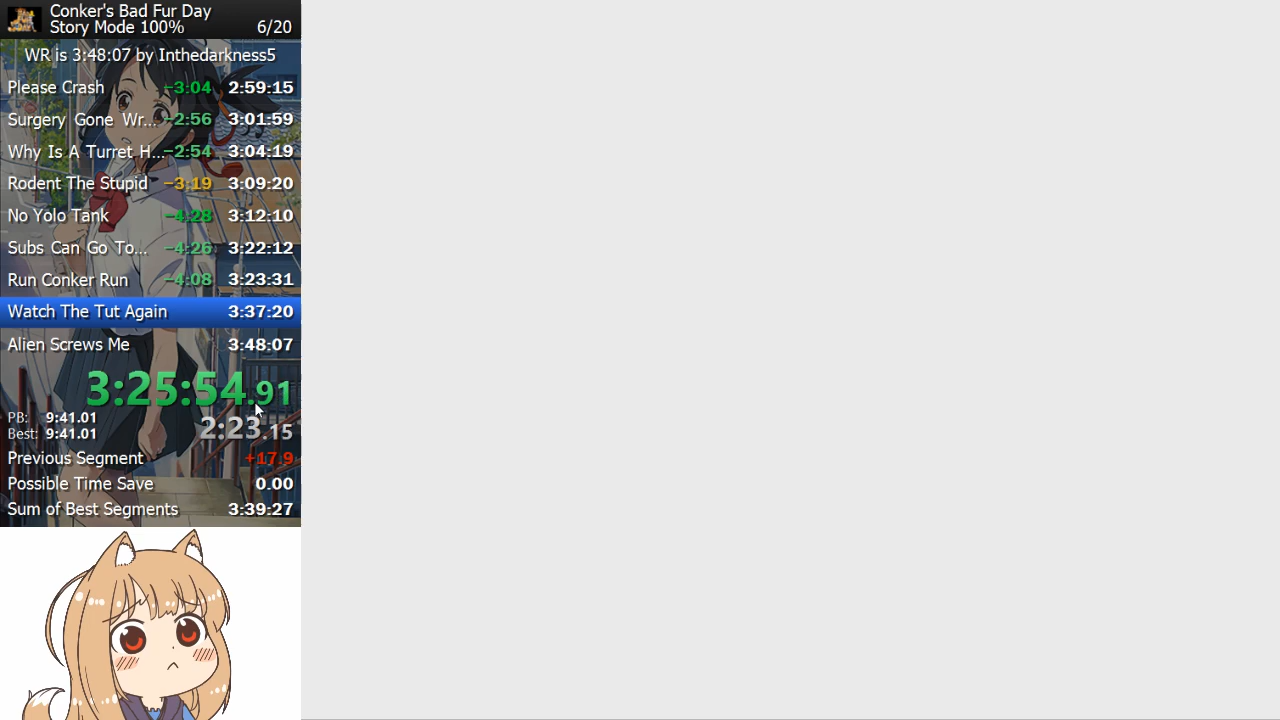 Conker's Bad Fur Day
Story Mode 100% 6/20
WR is 3:48:07 by Inthedarkness5
Please Crash −3:04 2:59:15
Surgery Gone Wr... −2:56 3:01:59
Why Is A Turret H... −2:54 3:04:19
Rodent The Stupid −3:19 3:09:20
No Yolo Tank −4:28 3:12:10
Subs Can Go To... −4:26 3:22:12
Run Conker Run −4:08 3:23:31
Watch The Tut Again 3:37:20
Alien Screws Me 3:48:07
3:25:54.91
PB: 9:41.01
Best: 9:41.01
2:23.15
Previous Segment +17.9
Possible Time Save 0.00
Sum of Best Segments 3:39:27